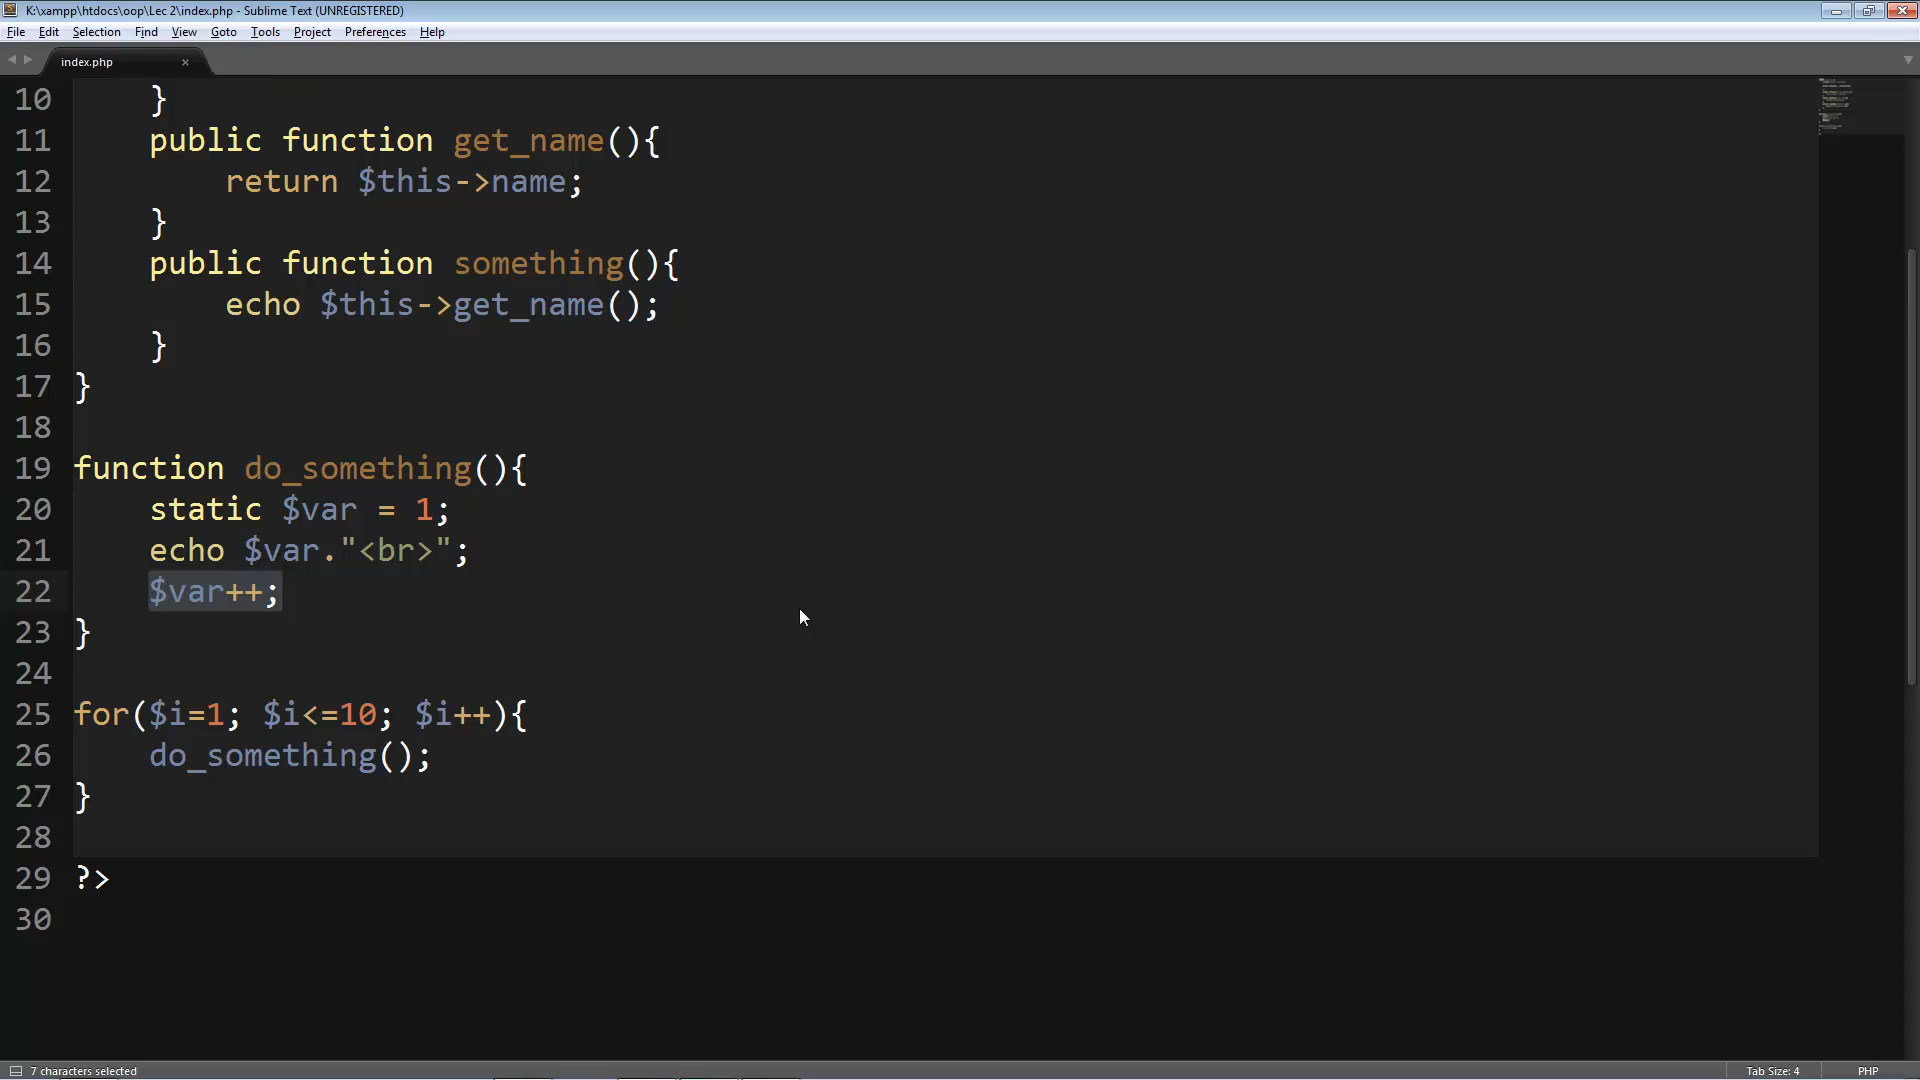 K:\xampp\htdocs\oop\Lec 2\index.php - Sublime Text (UNREGISTERED)
File Edit Selection Find View Goto Tools Project Preferences Help
index.php ×
10 }
11 public function get_name(){
12 return $this->name;
13 }
14 public function something(){
15 echo $this->get_name();
16 }
17 }
18
19 function do_something(){
20 static $var = 1;
21 echo $var."<br>";
22 $var++;
23 }
24
25 for($i=1; $i<=10; $i++){
26 do_something();
27 }
28
29 ?>
30
7 characters selected Tab Size: 4 PHP